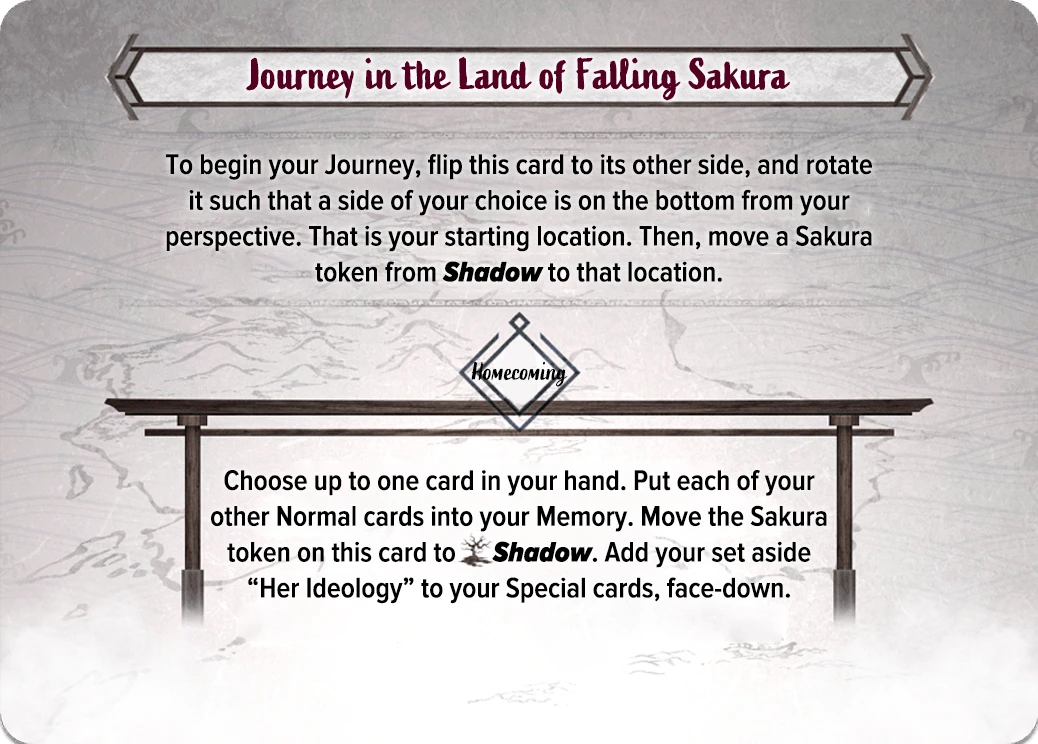 Journey in the Land of Falling Sakura
To begin your Journey, flip this card to its other side, and rotate
it such that a side of your choice is on the bottom from your
perspective. That is your starting location. Then, move a Sakura
token from Shadow to that location.
Homecoming
Choose up to one card in your hand. Put each of your
other Normal cards into your Memory. Move the Sakura
token on this card to Shadow. Add your set aside
“Her Ideology” to your Special cards, face-down.